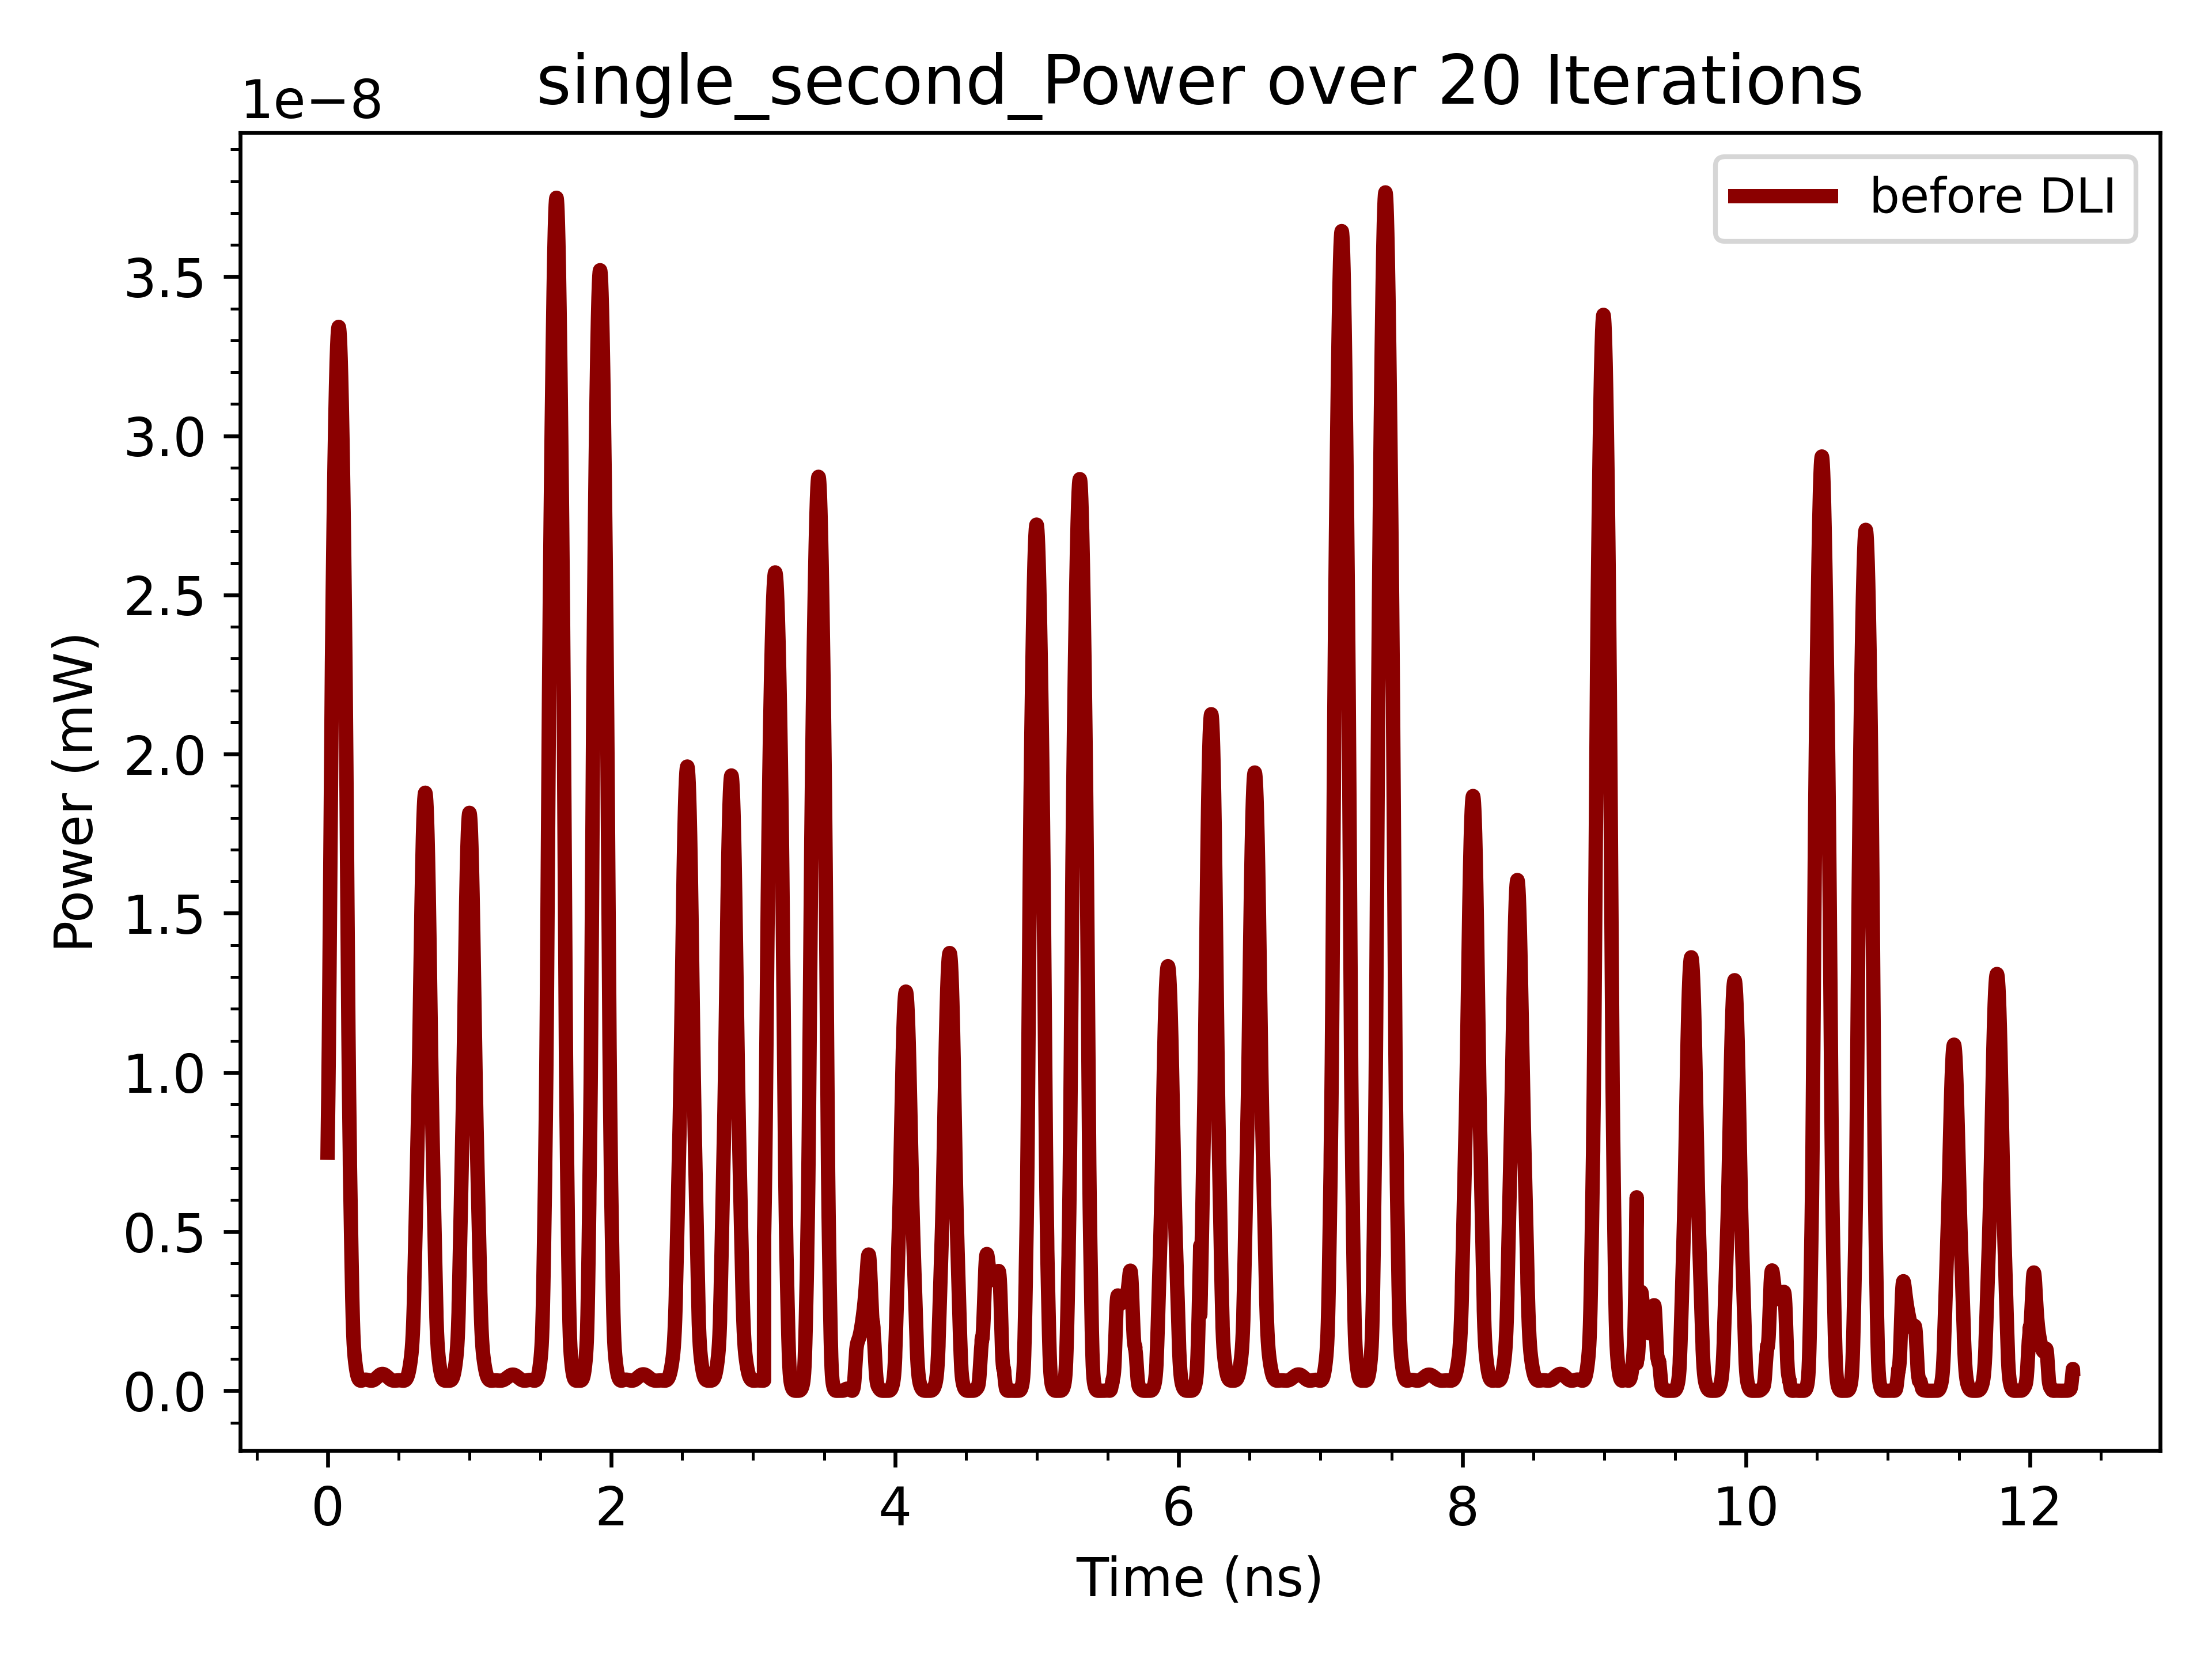 single_second_Power over 20 Iterations
1e−8
before DLI
3.5
3.0
2.5
2.0
1.5
1.0
0.5
0.0
Power (mW)
0 2 4 6 8 10 12
Time (ns)